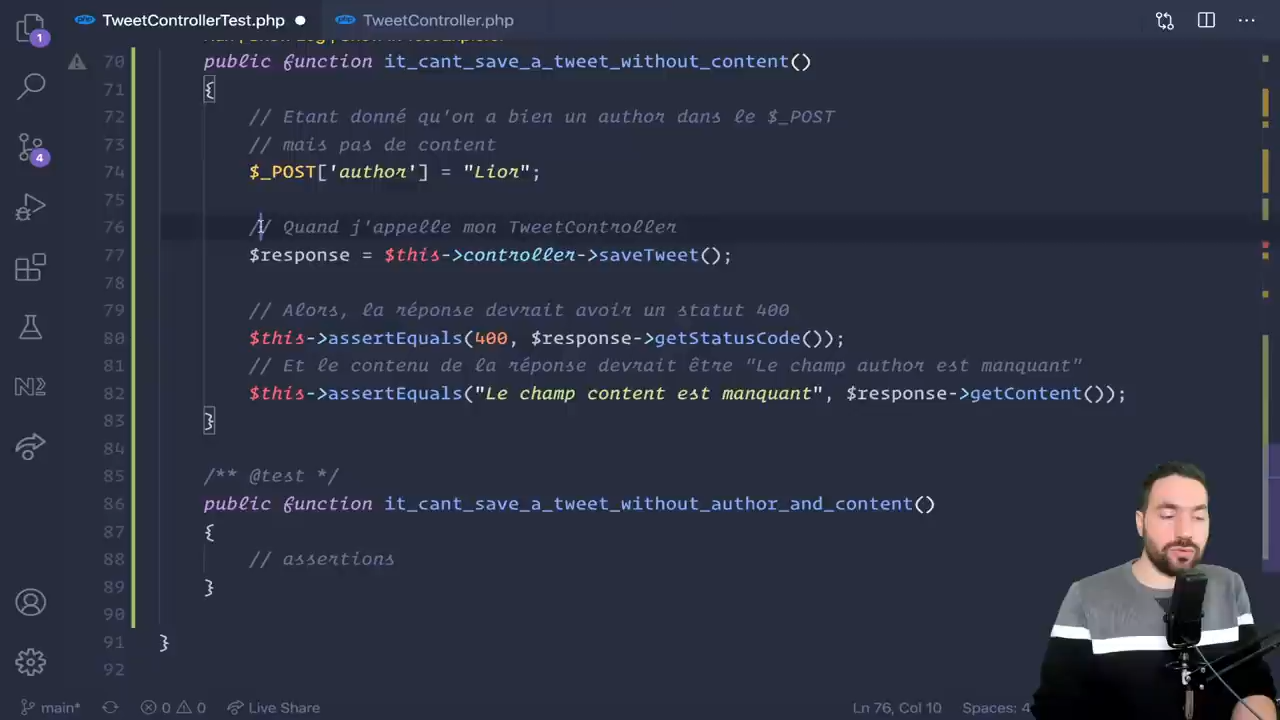 php TweetControllerTest.php ● php TweetController.php ···
70 public function it_cant_save_a_tweet_without_content()
71 {
72 // Etant donné qu'on a bien un author dans le $_POST
73 // mais pas de content
74 $_POST['author'] = "Lior";
75
76 // Quand j'appelle mon TweetController
77 $response = $this->controller->saveTweet();
78
79 // Alors, la réponse devrait avoir un statut 400
80 $this->assertEquals(400, $response->getStatusCode());
81 // Et le contenu de la réponse devrait être "Le champ author est manquant"
82 $this->assertEquals("Le champ content est manquant", $response->getContent());
83 }
84
85 /** @test */
86 public function it_cant_save_a_tweet_without_author_and_content()
87 {
88 // assertions
89 }
90
91 }
92
1
4
main* 0 0 Live Share Ln 76, Col 10 Spaces: 4